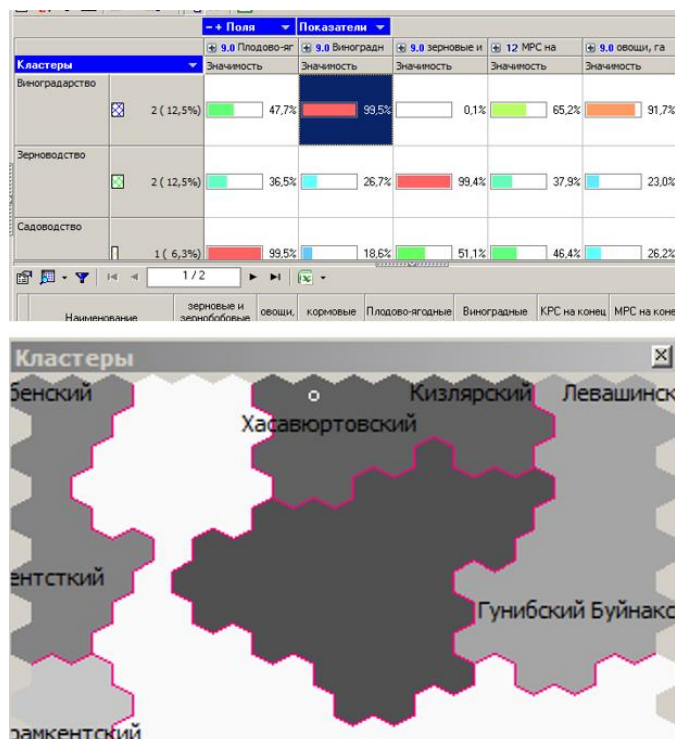 − + Поля Показатели
9.0 Плодово-яг 9.0 Виноградн 9.0 зерновые и 12 МРС на 9.0 овощи, га
Кластеры Значимость Значимость Значимость Значимость Значимость
Виноградарство
2 ( 12,5%) 47,7% 99,5% 0,1% 65,2% 91,7%
Зерноводство
2 ( 12,5%) 36,5% 26,7% 99,4% 37,9% 23,0%
Садоводство
1 ( 6,3%) 99,5% 18,6% 51,1% 46,4% 26,2%
1 / 2
Наименование зерновые и зернобобовые овощи, кормовые Плодово-ягодные Виноградные КРС на конец МРС на коне
Кластеры
бенский Кизлярский Левашинск
Хасавюртовский
ентсткий
Гунибский Буйнакс
рамкентский